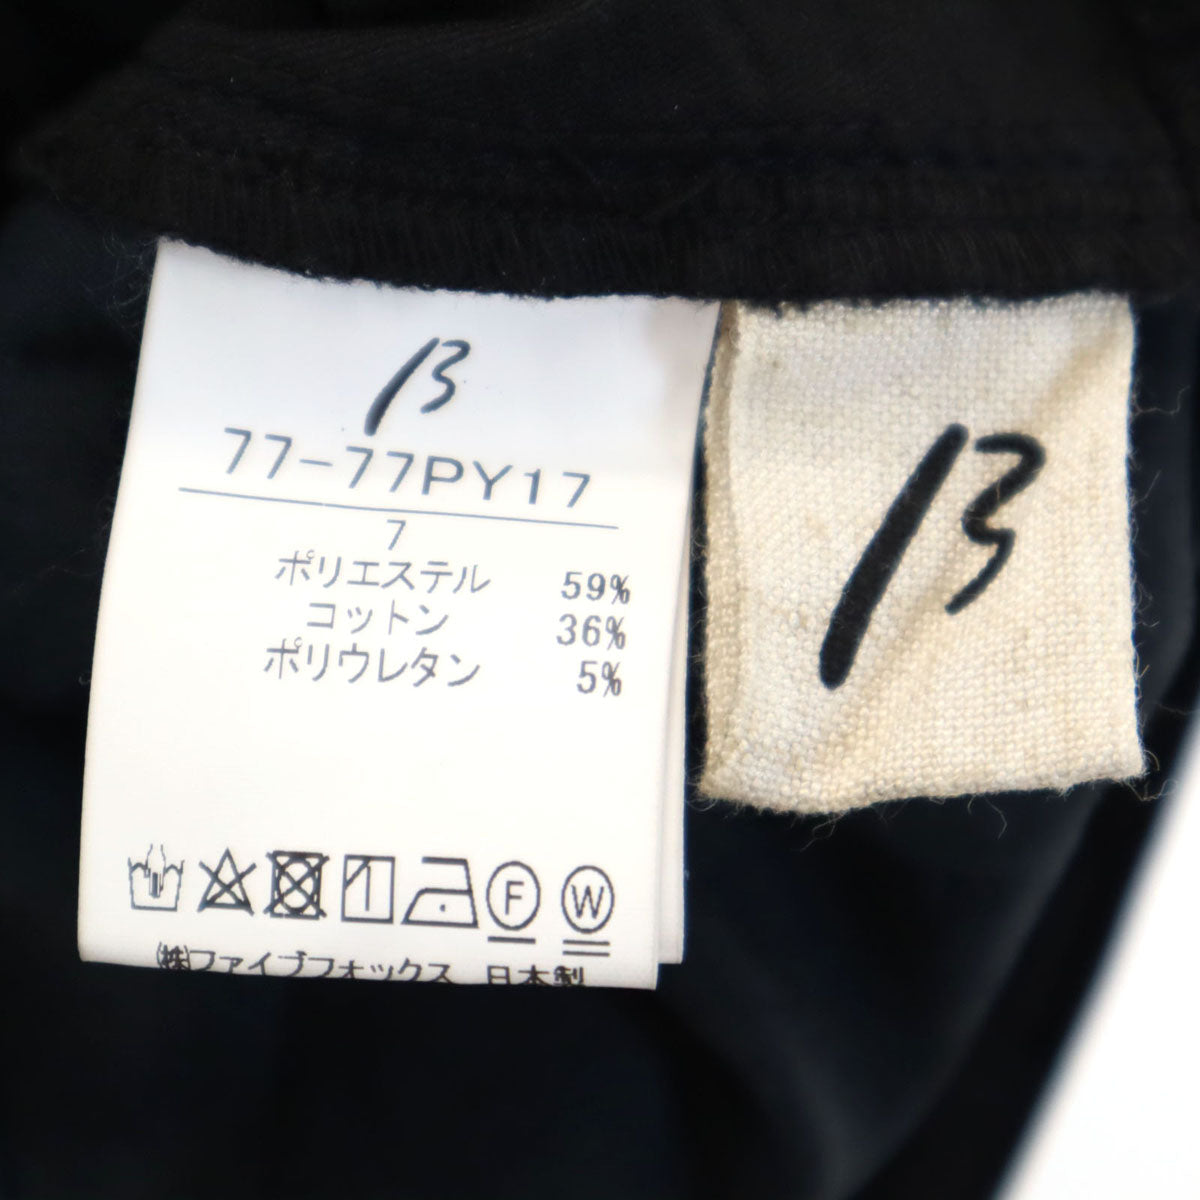 β
77-77PY17
7
ポリエステル 59%
コットン 36%
ポリウレタン 5%
F W
(株)ファイブフォックス 日本製
β